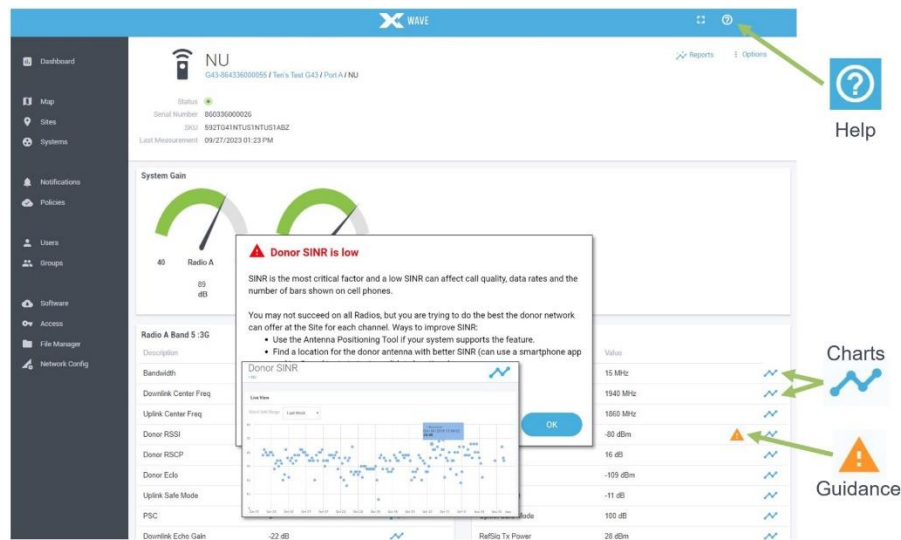 WAVE
Dashboard
Map
Sites
Systems
Notifications
Policies
Users
Groups
Software
Access
File Manager
Network Config
NU
G43-864336000055 / Ten's Test G43 / Port A / NU
Reports
Options
Status
Serial Number 860336000026
SKU 592TG41NTUS1NTUS1ABZ
Last Measurement 09/27/2023 01:23 PM
Help
System Gain
40 Radio A
89
dB
Donor SINR is low
SINR is the most critical factor and a low SINR can affect call quality, data rates and the
number of bars shown on cell phones.
You may not succeed on all Radios, but you are trying to do the best the donor network
can offer at the Site for each channel. Ways to improve SINR:
• Use the Antenna Positioning Tool if your system supports the feature.
• Find a location for the donor antenna with better SINR (can use a smartphone app
OK
Donor SINR
Live View
Last Week
Radio A Band 5 :3G
Description
Bandwidth
Downlink Center Freq
Uplink Center Freq
Donor RSSI
Donor RSCP
Donor Eclo
Uplink Safe Mode
PSC
Downlink Echo Gain -22 dB
Value
15 MHz
1940 MHz
1860 MHz
-80 dBm
16 dB
-109 dBm
-11 dB
100 dB
RefSig Tx Power 28 dBm
Charts
Guidance